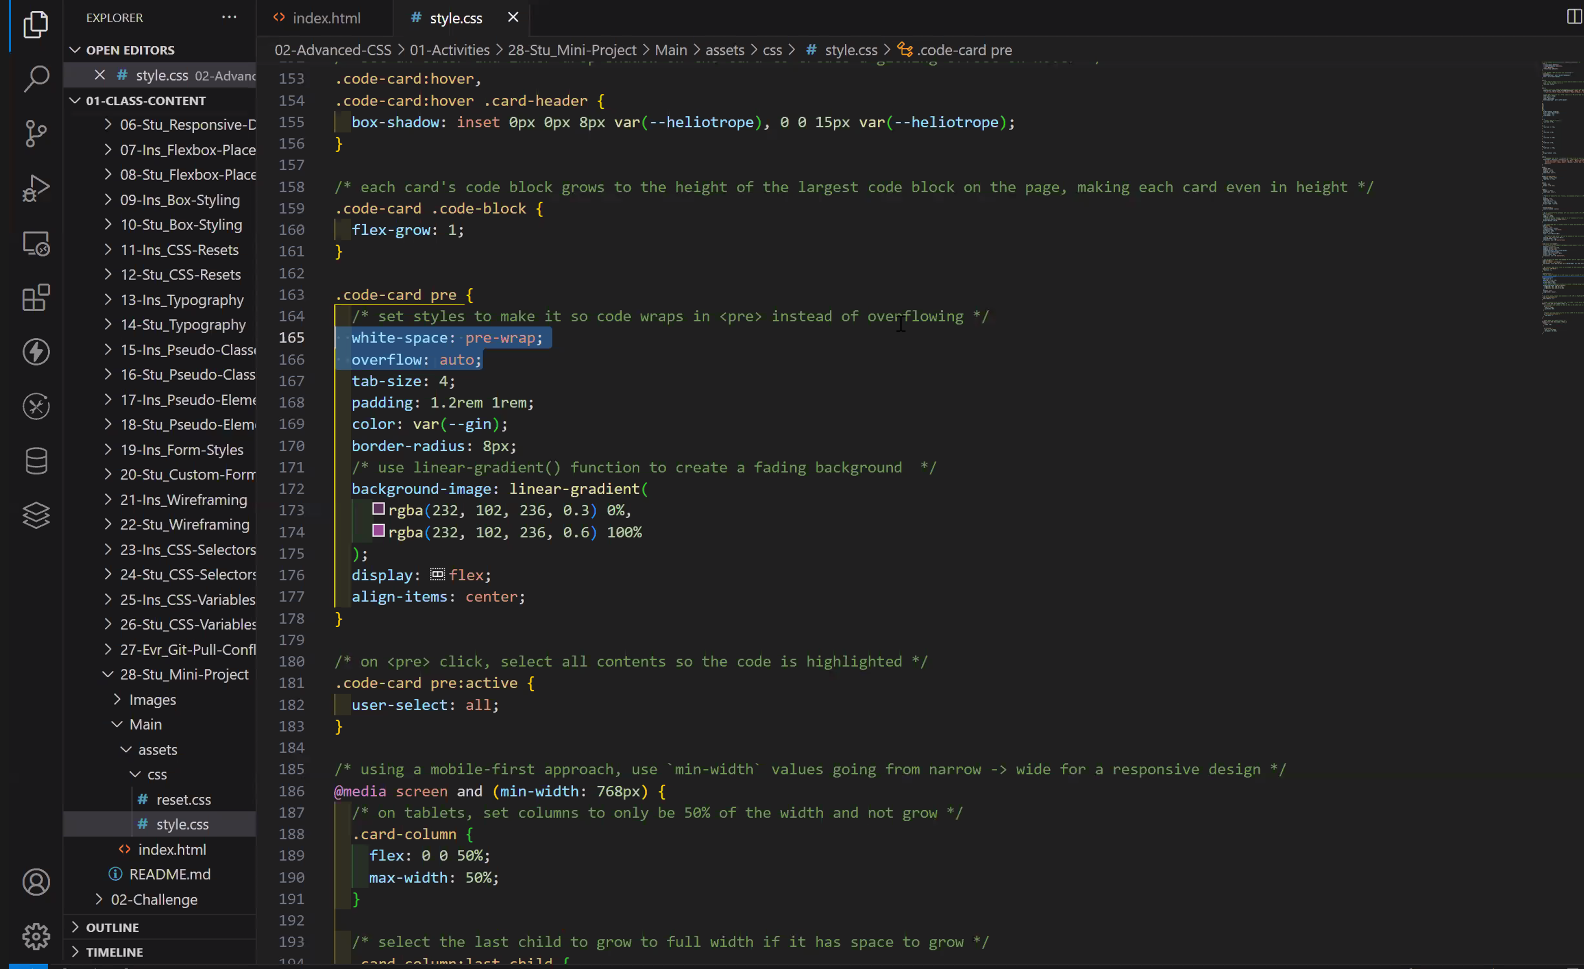 EXPLORER
OPEN EDITORS
style.css 02-Advanc
01-CLASS-CONTENT
06-Stu_Responsive-D
07-Ins_Flexbox-Place
08-Stu_Flexbox-Place
09-Ins_Box-Styling
10-Stu_Box-Styling
11-Ins_CSS-Resets
12-Stu_CSS-Resets
13-Ins_Typography
14-Stu_Typography
15-Ins_Pseudo-Classe
16-Stu_Pseudo-Class
17-Ins_Pseudo-Eleme
18-Stu_Pseudo-Elem
19-Ins_Form-Styles
20-Stu_Custom-Form
21-Ins_Wireframing
22-Stu_Wireframing
23-Ins_CSS-Selectors
24-Stu_CSS-Selectors
25-Ins_CSS-Variables
26-Stu_CSS-Variables
27-Evr_Git-Pull-Confl
28-Stu_Mini-Project
Images
Main
assets
css
# reset.css
# style.css
<> index.html
README.md
02-Challenge
OUTLINE
TIMELINE
<> index.html
# style.css
02-Advanced-CSS > 01-Activities > 28-Stu_Mini-Project > Main > assets > css > # style.css > .code-card pre
153 .code-card:hover,
154 .code-card:hover .card-header {
155 box-shadow: inset 0px 0px 8px var(--heliotrope), 0 0 15px var(--heliotrope);
156 }
157
158 /* each card's code block grows to the height of the largest code block on the page, making each card even in height */
159 .code-card .code-block {
160 flex-grow: 1;
161 }
162
163 .code-card pre {
164 /* set styles to make it so code wraps in <pre> instead of overflowing */
165 white-space: pre-wrap;
166 overflow: auto;
167 tab-size: 4;
168 padding: 1.2rem 1rem;
169 color: var(--gin);
170 border-radius: 8px;
171 /* use linear-gradient() function to create a fading background  */
172 background-image: linear-gradient(
173 rgba(232, 102, 236, 0.3) 0%,
174 rgba(232, 102, 236, 0.6) 100%
175 );
176 display: flex;
177 align-items: center;
178 }
179
180 /* on <pre> click, select all contents so the code is highlighted */
181 .code-card pre:active {
182 user-select: all;
183 }
184
185 /* using a mobile-first approach, use `min-width` values going from narrow -> wide for a responsive design */
186 @media screen and (min-width: 768px) {
187 /* on tablets, set columns to only be 50% of the width and not grow */
188 .card-column {
189 flex: 0 0 50%;
190 max-width: 50%;
191 }
192
193 /* select the last child to grow to full width if it has space to grow */
194 .card-column:last-child {